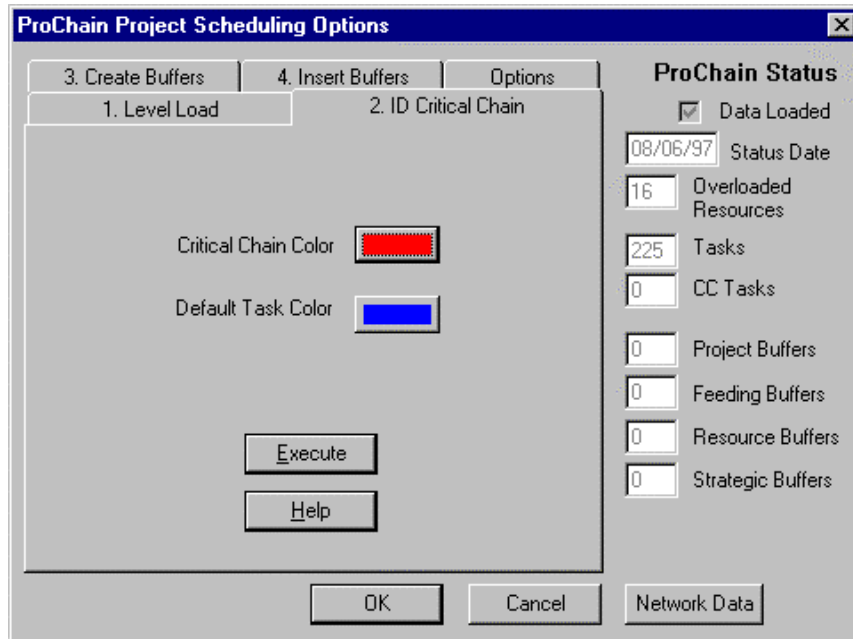 ProChain Project Scheduling Options
3. Create Buffers
4. Insert Buffers
Options
1. Level Load
2. ID Critical Chain
Critical Chain Color
Default Task Color
Execute
Help
ProChain Status
Data Loaded
08/06/97 Status Date
16 Overloaded
Resources
225 Tasks
0 CC Tasks
0 Project Buffers
0 Feeding Buffers
0 Resource Buffers
0 Strategic Buffers
OK
Cancel
Network Data